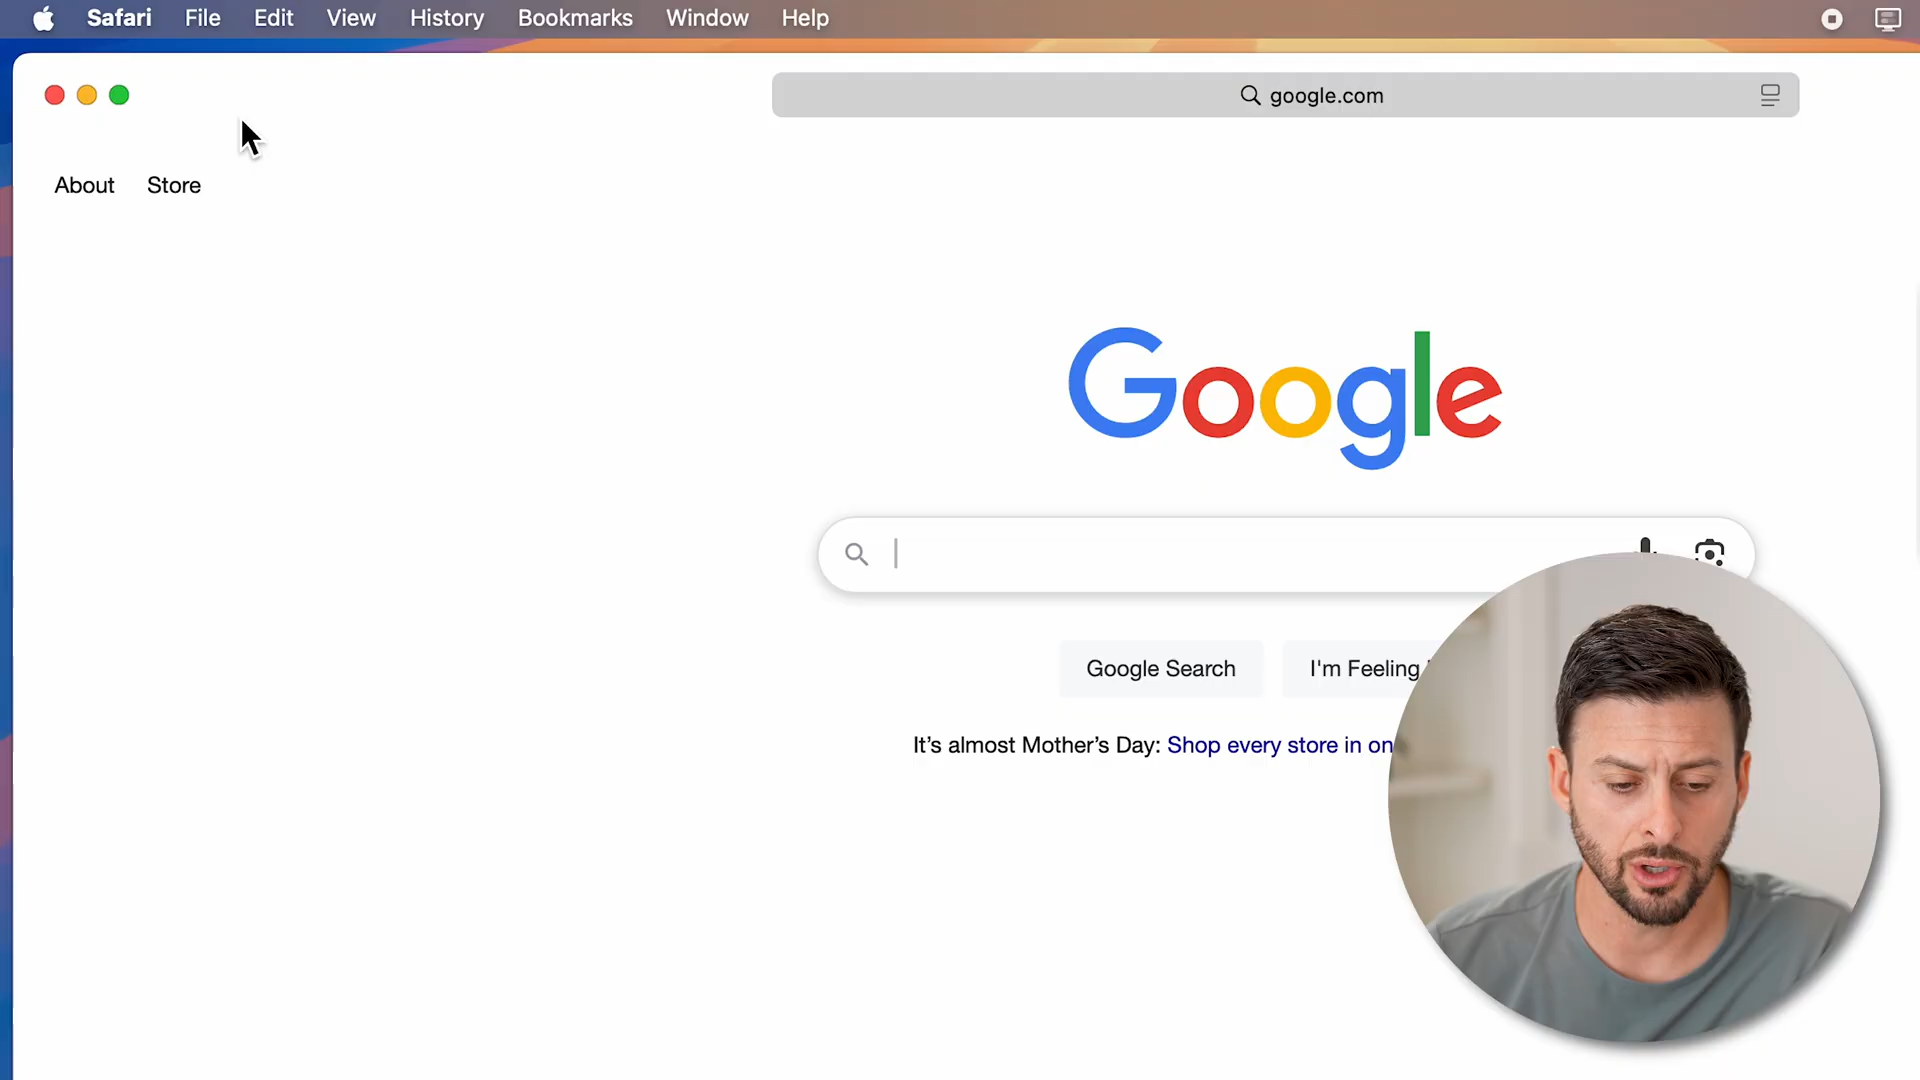 Safari File Edit View History Bookmarks Window Help
google.com
About Store
Google
Google Search I'm Feeling
It's almost Mother's Day: Shop every store in on